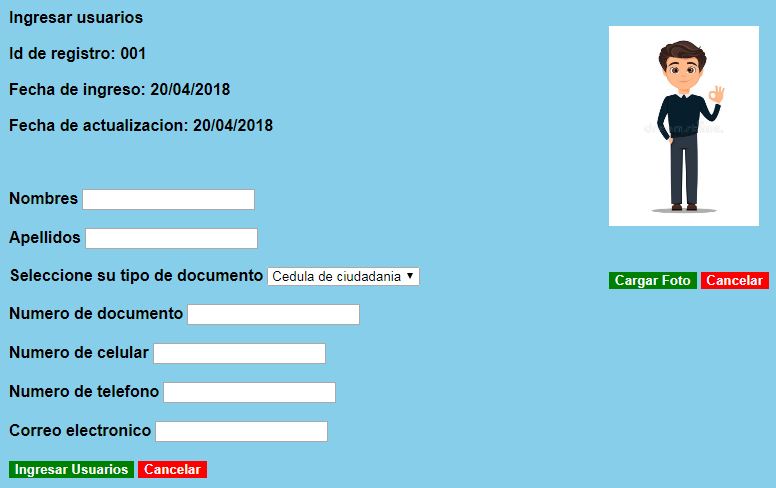 Ingresar usuarios
Id de registro: 001
Fecha de ingreso: 20/04/2018
Fecha de actualizacion: 20/04/2018
Nombres
Apellidos
Seleccione su tipo de documento Cedula de ciudadania
Numero de documento
Numero de celular
Numero de telefono
Correo electronico
Ingresar Usuarios Cancelar
Cargar Foto Cancelar